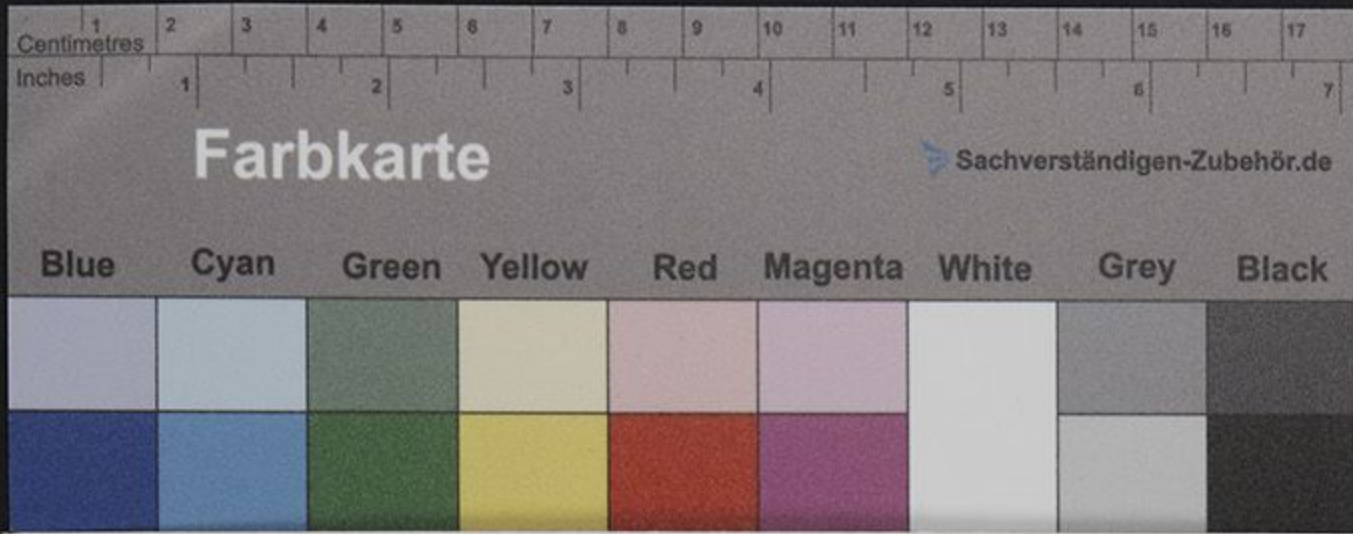 1 2 3 4 5 6 7 8 9 10 11 12 13 14 15 16 17
Centimetres
Inches 1 2 3 4 5 6 7
Farbkarte
Sachverständigen-Zubehör.de
Blue Cyan Green Yellow Red Magenta White Grey Black